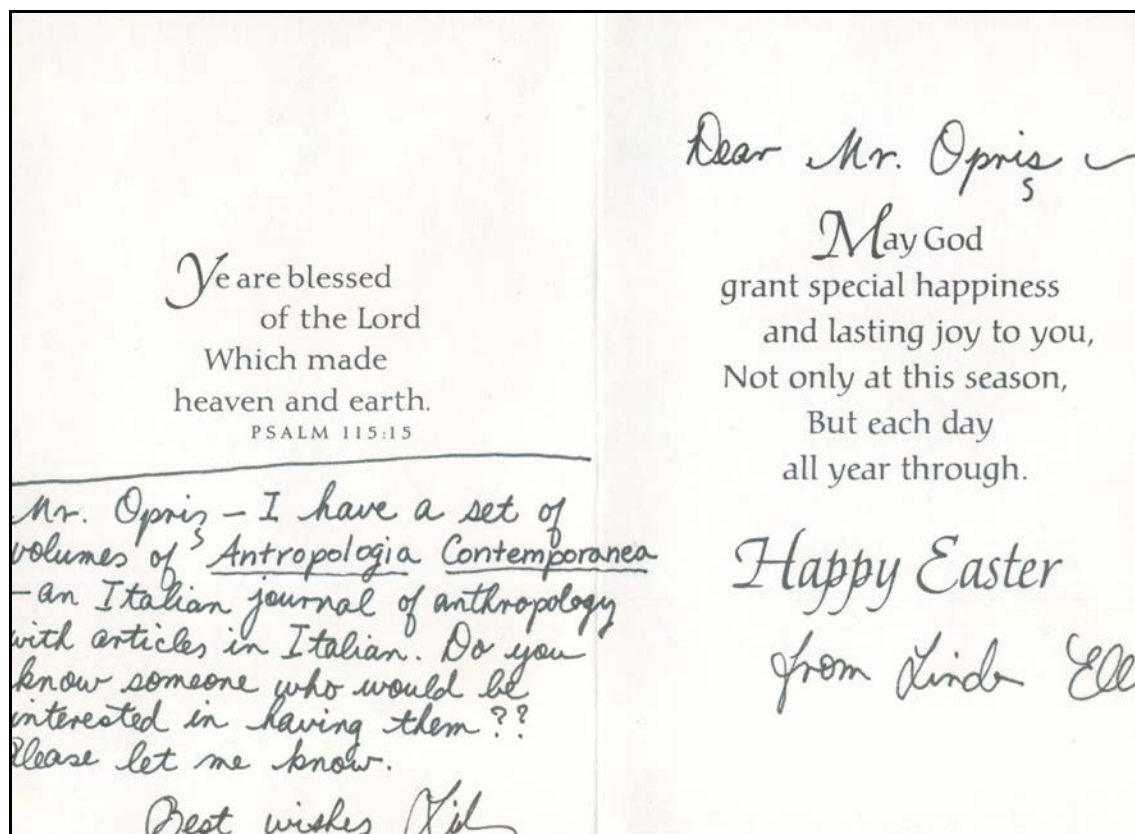 Ye are blessed
of the Lord
Which made
heaven and earth.
PSALM 115:15
Mr. Opris – I have a set of
volumes of Antropologia Contemporanea
– an Italian journal of anthropology
with articles in Italian. Do you
know someone who would be
interested in having them??
Please let me know.
Best wishes
Dear Mr. Opris –
May God
grant special happiness
and lasting joy to you,
Not only at this season,
But each day
all year through.
Happy Easter
from Linda